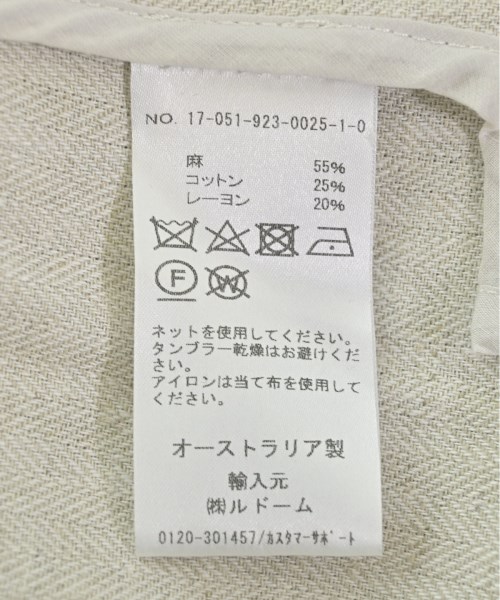 NO. 17-051-923-0025-1-0
麻 55%
コットン 25%
レーヨン 20%
F W
ネットを使用してください。
タンブラー乾燥はお避けくだ
さい。
アイロンは当て布を使用して
ください。
オーストラリア製
輸入元
㈱ルドーム
0120-301457/ｶｽﾀﾏｰｻﾎﾟｰﾄ